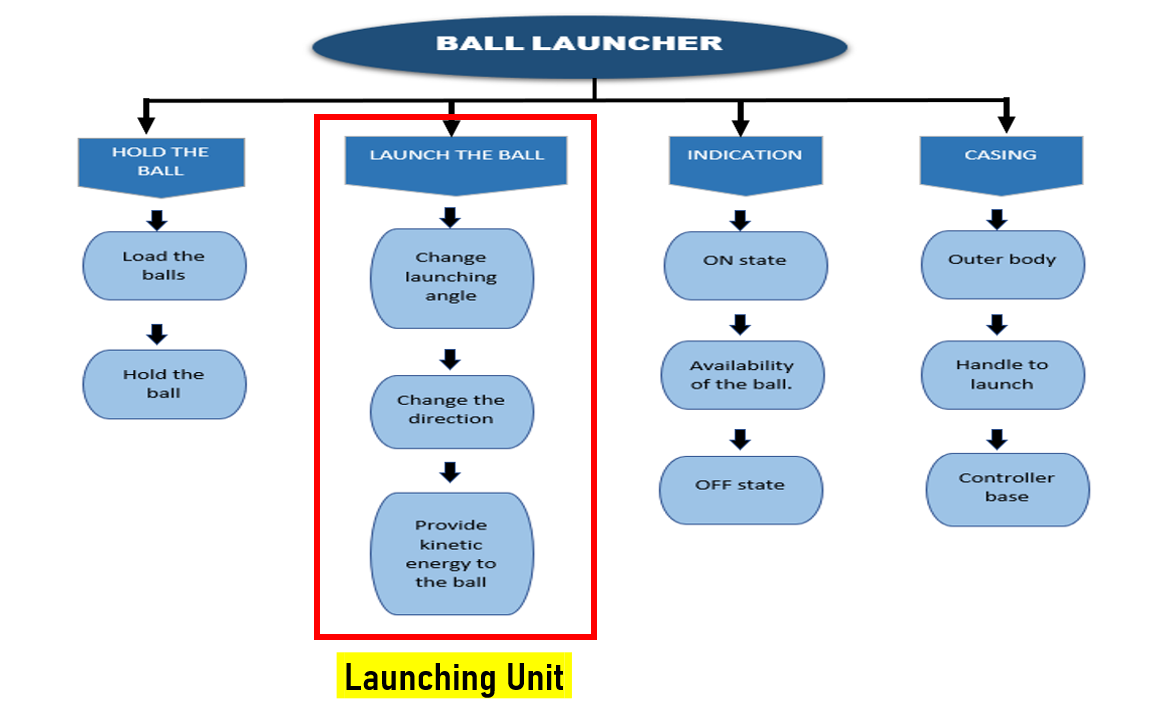 BALL LAUNCHER
HOLD THE
BALL
Load the
balls
Hold the
ball
LAUNCH THE BALL
Change
launching
angle
Change the
direction
Provide
kinetic
energy to
the ball
INDICATION
ON state
Availability
of the ball.
OFF state
CASING
Outer body
Handle to
launch
Controller
base
Launching Unit